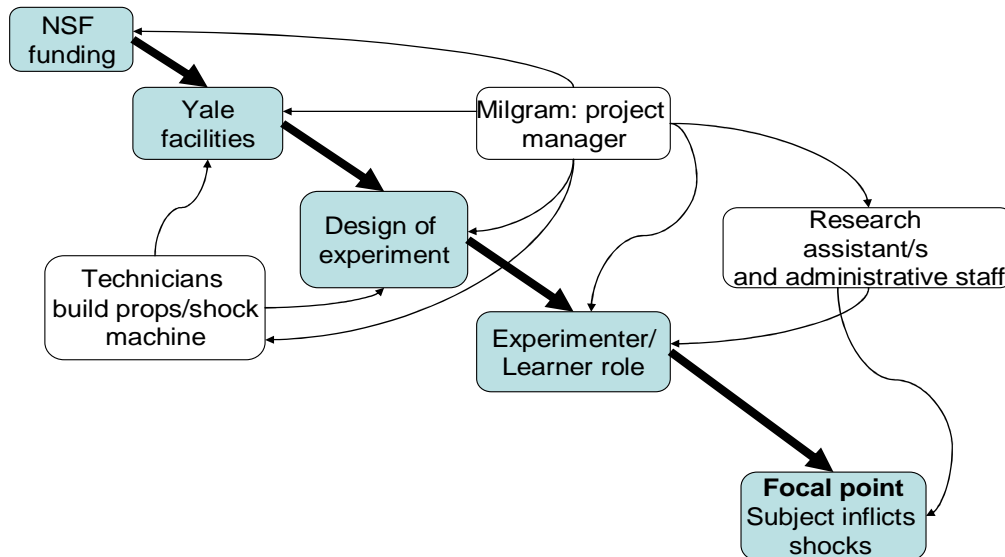 NSF
funding
Yale
facilities
Milgram: project
manager
Design of
experiment
Research
assistant/s
and administrative staff
Technicians
build props/shock
machine
Experimenter/
Learner role
Focal point
Subject inflicts
shocks